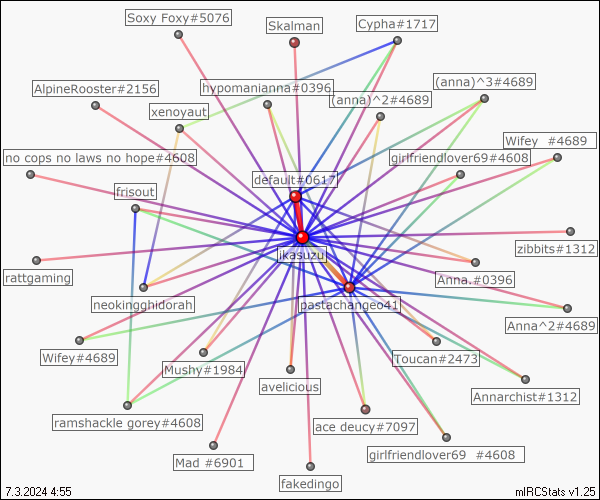 Soxy Foxy#5076
Skalman
Cypha#1717
AlpineRooster#2156
hypomanianna#0396
(anna)^3#4689
xenoyaut
(anna)^2#4689
Wifey  #4689
no cops no laws no hope#4608
girlfriendlover69#4608
default#0617
frisout
zibbits#1312
ikasuzu
rattgaming
Anna.#0396
neokingghidorah
pastachangeo41
Anna^2#4689
Wifey#4689
Toucan#2473
Mushy#1984
avelicious
Annarchist#1312
ramshackle gorey#4608
ace deucy#7097
girlfriendlover69  #4608
Mad #6901
fakedingo
7.3.2024 4:55
mIRCStats v1.25